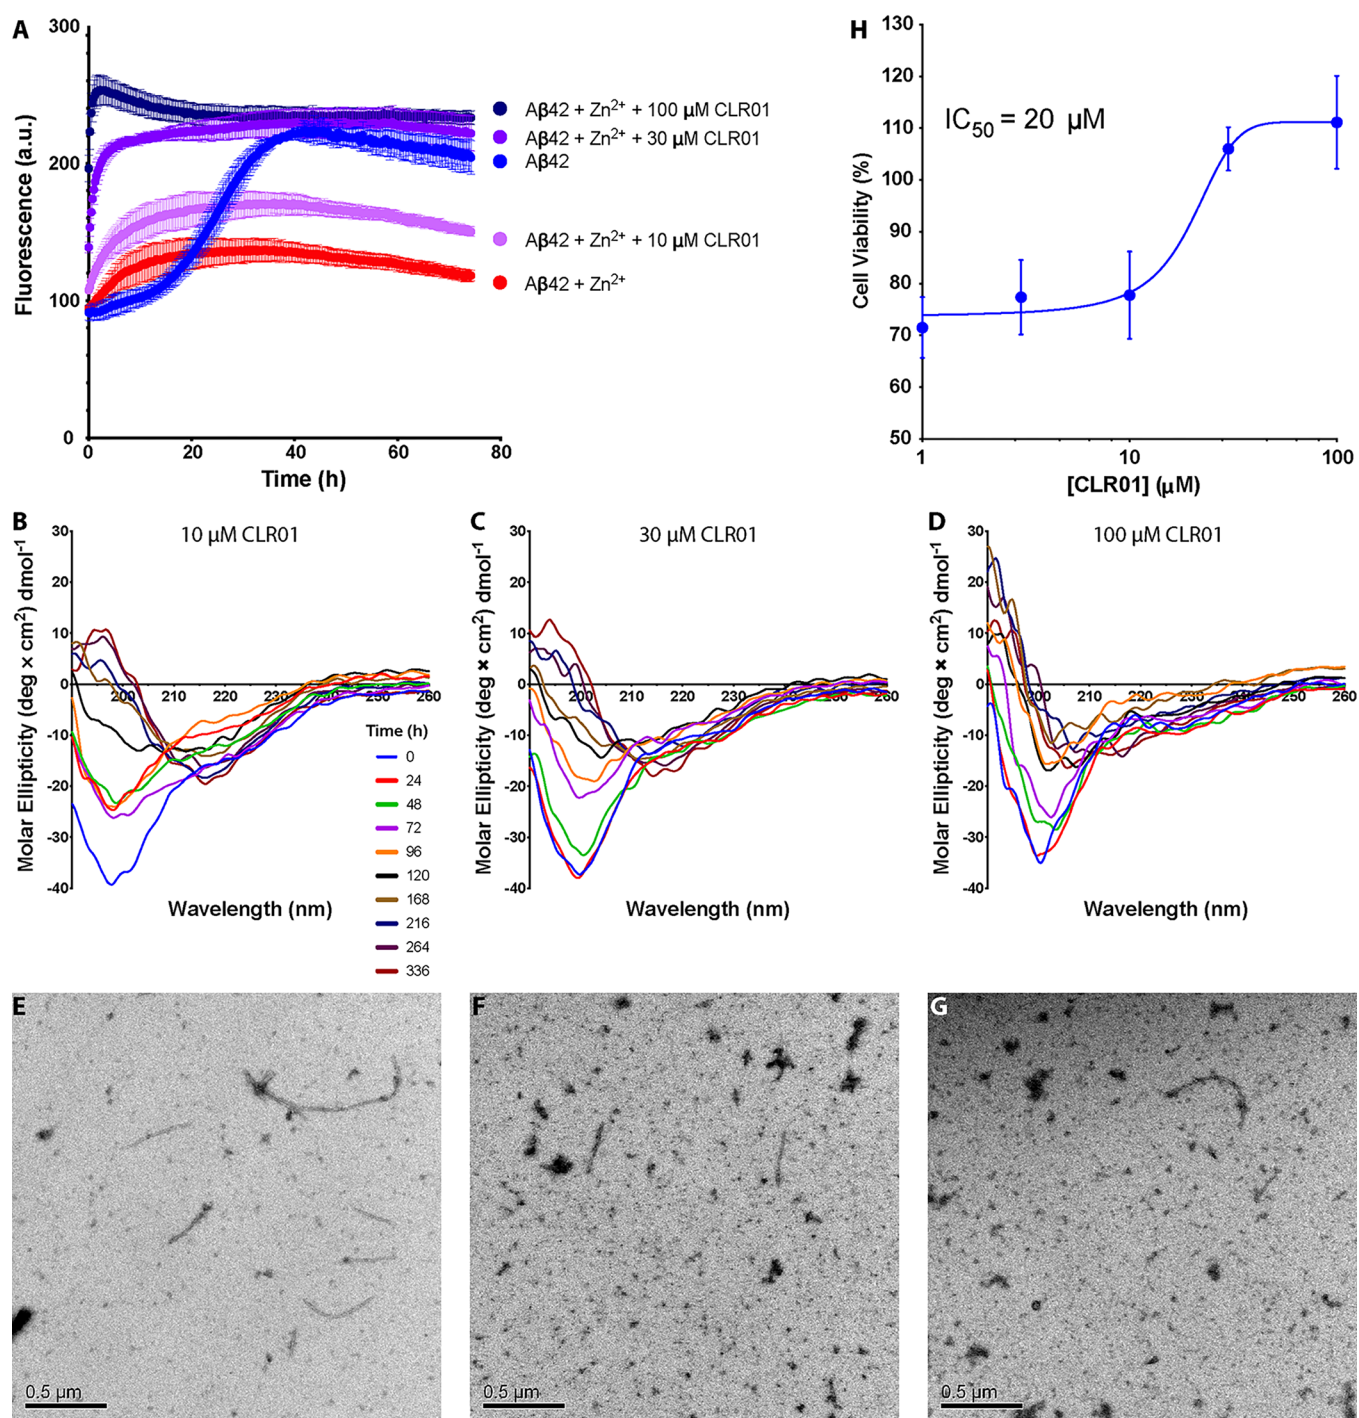 A
300
200
100
0
0 20 40 60 80
Fluorescence (a.u.)
Time (h)
Aβ42 + Zn²⁺ + 100 μM CLR01
Aβ42 + Zn²⁺ + 30 μM CLR01
Aβ42
Aβ42 + Zn²⁺ + 10 μM CLR01
Aβ42 + Zn²⁺
H
130
120
110
100
90
80
70
60
50
1 10 100
Cell Viability (%)
[CLR01] (μM)
IC₅₀ = 20 μM
B
10 μM CLR01
30
20
10
0
-10
-20
-30
-40
200 210 220 230 240 250 260
Molar Ellipticity (deg × cm²) dmol⁻¹
Wavelength (nm)
Time (h)
0
24
48
72
96
120
168
216
264
336
C
30 μM CLR01
30
20
10
0
-10
-20
-30
-40
200 210 220 230 240 250 260
Molar Ellipticity (deg × cm²) dmol⁻¹
Wavelength (nm)
D
100 μM CLR01
30
20
10
0
-10
-20
-30
-40
200 210 220 230 240 250 260
Molar Ellipticity (deg × cm²) dmol⁻¹
Wavelength (nm)
E
0.5 μm
F
0.5 μm
G
0.5 μm